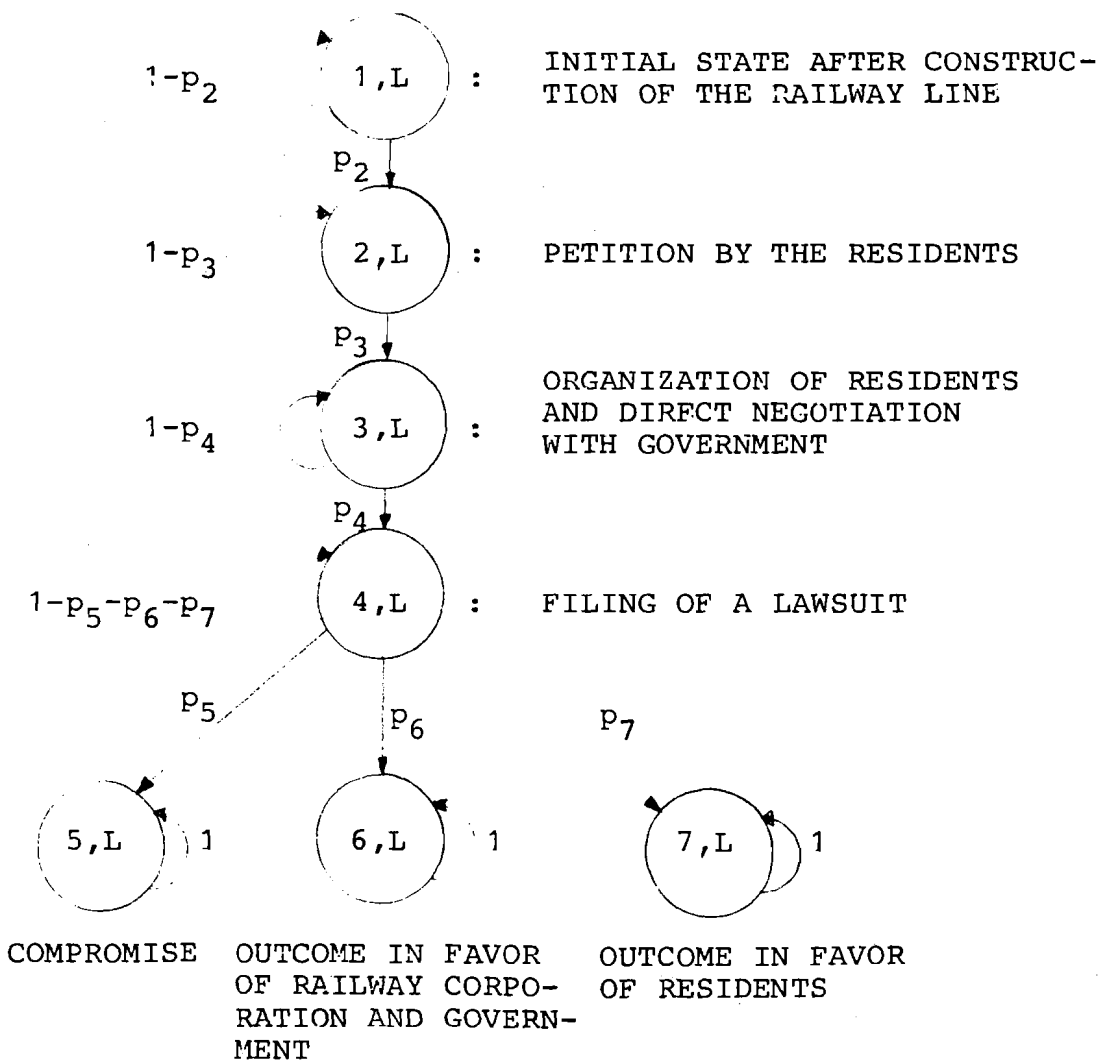 1-p2 1,L : INITIAL STATE AFTER CONSTRUC-
TION OF THE RAILWAY LINE
p2
1-p3 2,L : PETITION BY THE RESIDENTS
p3
ORGANIZATION OF RESIDENTS
AND DIRECT NEGOTIATION
1-p4 3,L : WITH GOVERNMENT
p4
1-p5-p6-p7 4,L : FILING OF A LAWSUIT
p5 p6 p7
5,L 1 6,L 1 7,L 1
COMPROMISE OUTCOME IN FAVOR OUTCOME IN FAVOR
OF RAILWAY CORPO- OF RESIDENTS
RATION AND GOVERN-
MENT